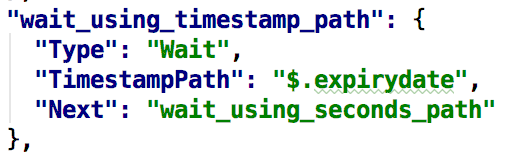 "wait_using_timestamp_path": {
  "Type": "Wait",
  "TimestampPath": "$.expirydate",
  "Next": "wait_using_seconds_path"
},